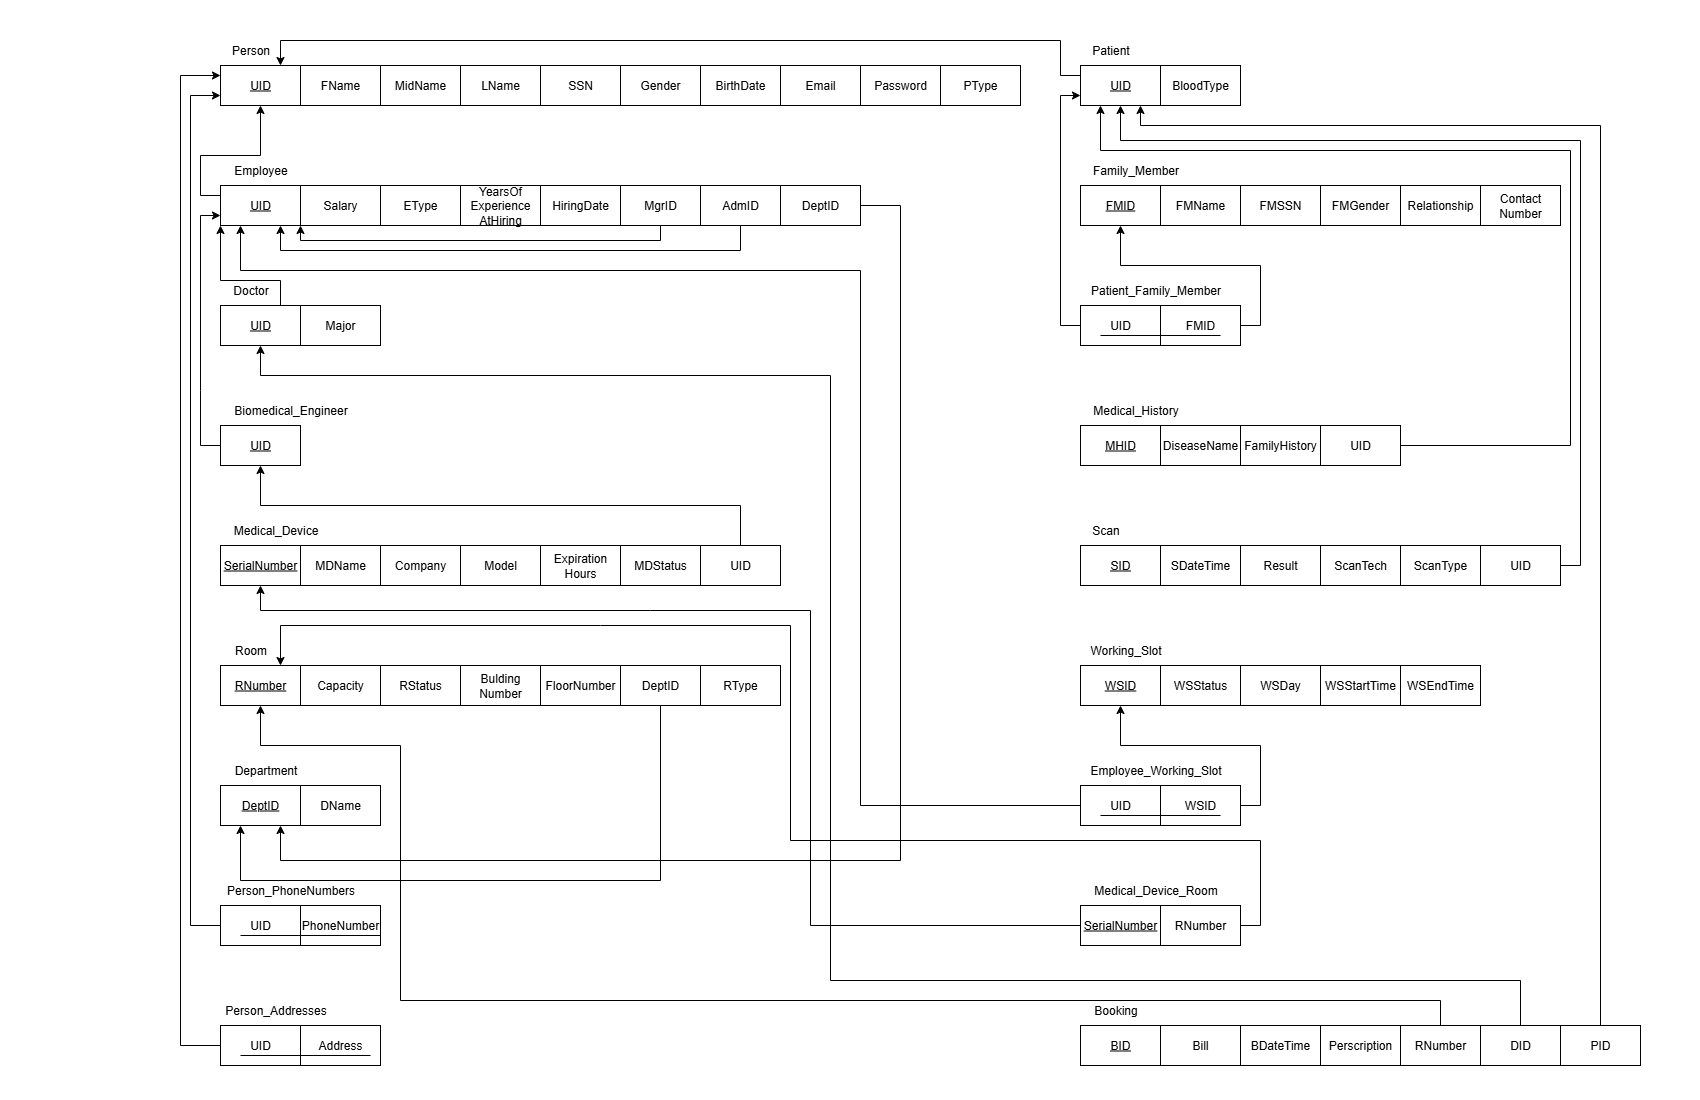 Person
UID FName MidName LName SSN Gender BirthDate Email Password PType
Patient
UID BloodType
Employee
UID Salary EType YearsOf Experience AtHiring HiringDate MgrID AdmID DeptID
Family_Member
FMID FMName FMSSN FMGender Relationship Contact Number
Doctor
UID Major
Patient_Family_Member
UID FMID
Biomedical_Engineer
UID
Medical_History
MHID DiseaseName FamilyHistory UID
Medical_Device
SerialNumber MDName Company Model Expiration Hours MDStatus UID
Scan
SID SDateTime Result ScanTech ScanType UID
Room
RNumber Capacity RStatus Bulding Number FloorNumber DeptID RType
Working_Slot
WSID WSStatus WSDay WSStartTime WSEndTime
Department
DeptID DName
Employee_Working_Slot
UID WSID
Person_PhoneNumbers
UID PhoneNumber
Medical_Device_Room
SerialNumber RNumber
Person_Addresses
UID Address
Booking
BID Bill BDateTime Perscription RNumber DID PID